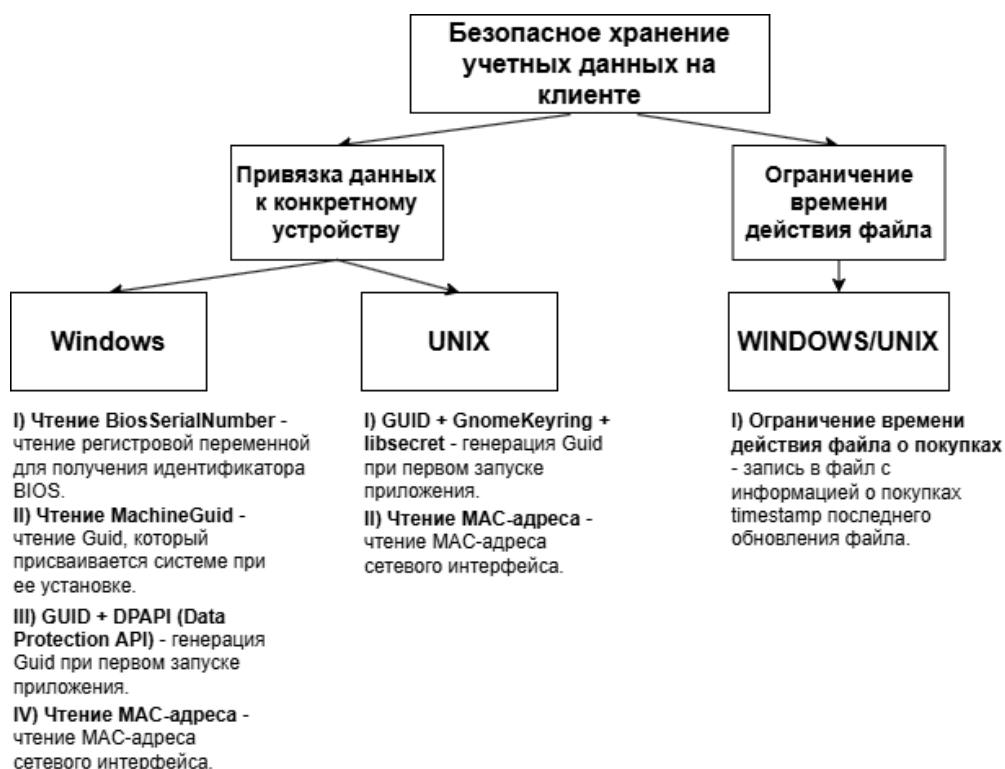 Безопасное хранение
учетных данных на
клиенте
Привязка данных
к конкретному
устройству
Ограничение
времени
действия файла
Windows
UNIX
WINDOWS/UNIX
I) Чтение BiosSerialNumber -
чтение регистровой переменной
для получения идентификатора
BIOS.
II) Чтение MachineGuid -
чтение Guid, который
присваивается системе при
ее установке.
III) GUID + DPAPI (Data
Protection API) - генерация
Guid при первом запуске
приложения.
IV) Чтение MAC-адреса -
чтение MAC-адреса
сетевого интерфейса.
I) GUID + GnomeKeyring +
libsecret - генерация Guid
при первом запуске
приложения.
II) Чтение MAC-адреса -
чтение MAC-адреса
сетевого интерфейса.
I) Ограничение времени
действия файла о покупках
- запись в файл с
информацией о покупках
timestamp последнего
обновления файла.